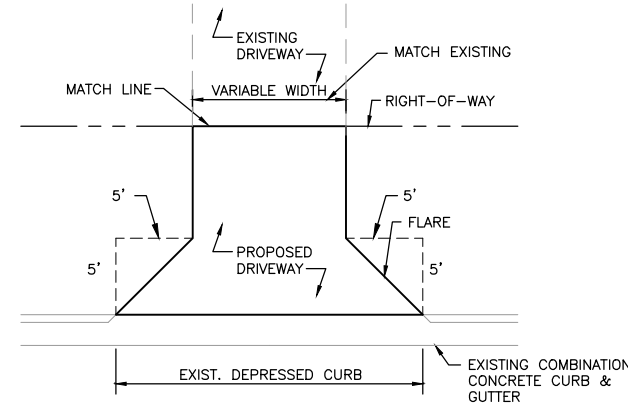 EXISTING
DRIVEWAY
MATCH EXISTING
MATCH LINE
VARIABLE WIDTH
RIGHT-OF-WAY
5'
5'
FLARE
5'
PROPOSED
DRIVEWAY
5'
EXIST. DEPRESSED CURB
EXISTING COMBINATION
CONCRETE CURB &
GUTTER